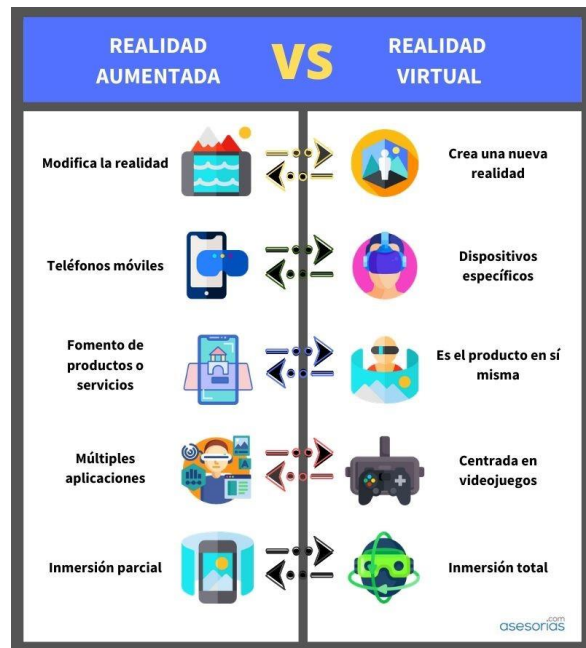 REALIDAD
AUMENTADA
VS
REALIDAD
VIRTUAL
Modifica la realidad
Crea una nueva
realidad
Teléfonos móviles
Dispositivos
específicos
Fomento de
productos o
servicios
Es el producto en sí
misma
Múltiples
aplicaciones
Centrada en
videojuegos
Inmersión parcial
Inmersión total
asesorias.com